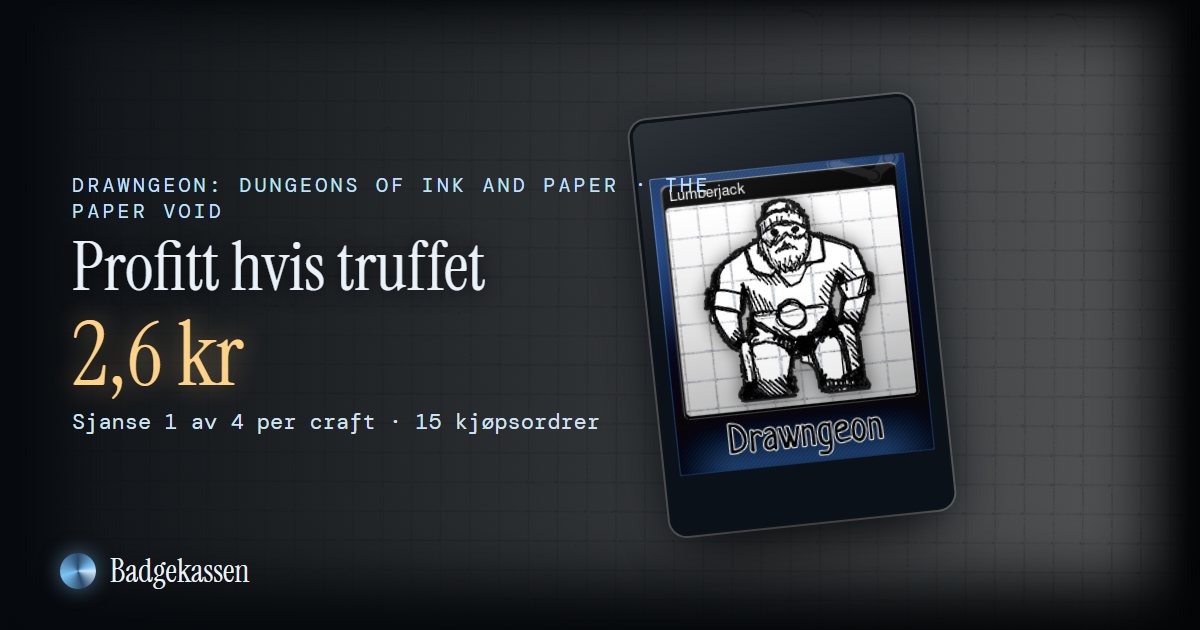 DRAWNGEON: DUNGEONS OF INK AND PAPER · THE
PAPER VOID
Profitt hvis truffet
2,6 kr
Sjanse 1 av 4 per craft · 15 kjøpsordrer
Lumberjack
Drawngeon
Badgekassen